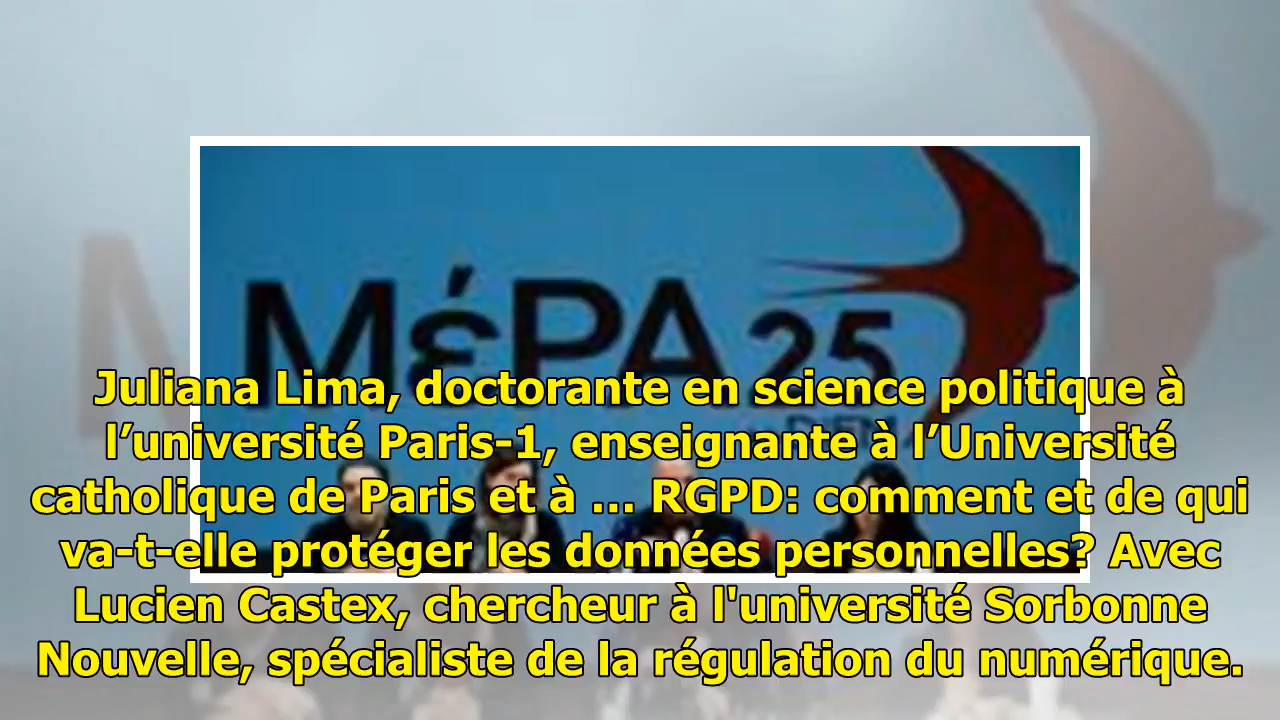 ΜέΡΑ25
Juliana Lima, doctorante en science politique à
l’université Paris-1, enseignante à l’Université
catholique de Paris et à ... RGPD: comment et de qui
va-t-elle protéger les données personnelles? Avec
Lucien Castex, chercheur à l'université Sorbonne
Nouvelle, spécialiste de la régulation du numérique.